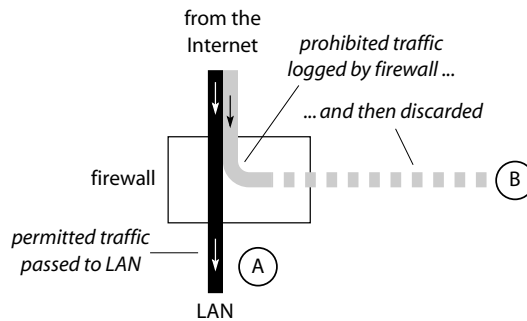 from the
Internet
prohibited traffic
logged by firewall ...
... and then discarded
firewall
B
permitted traffic
passed to LAN
A
LAN